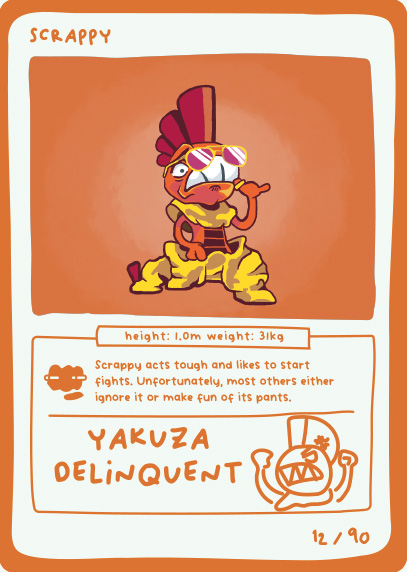 SCRAPPY
height: 1.0m weight: 31kg
Scrappy acts tough and likes to start
fights. Unfortunately, most others either
ignore it or make fun of its pants.
YAKUZA
DELINQUENT
12 / 90